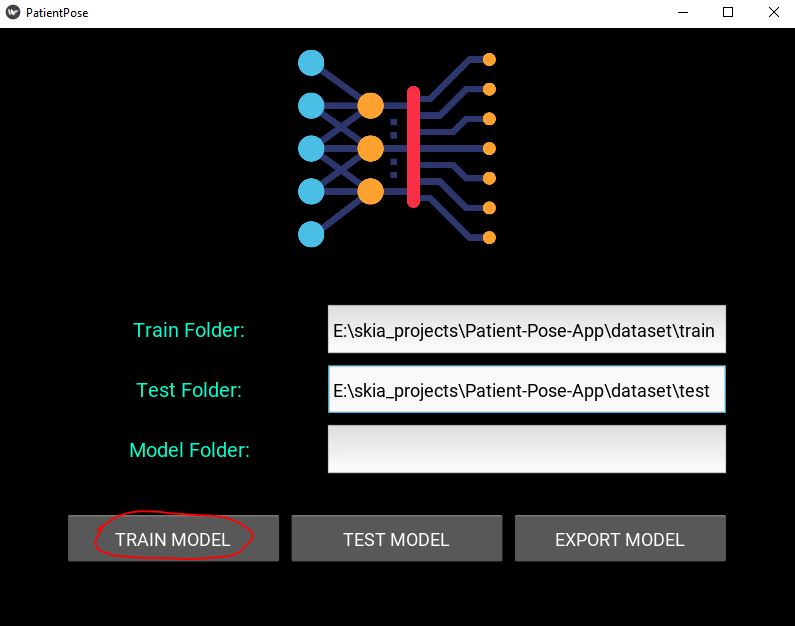 PatientPose
Train Folder: E:\skia_projects\Patient-Pose-App\dataset\train
Test Folder: E:\skia_projects\Patient-Pose-App\dataset\test
Model Folder:
TRAIN MODEL TEST MODEL EXPORT MODEL